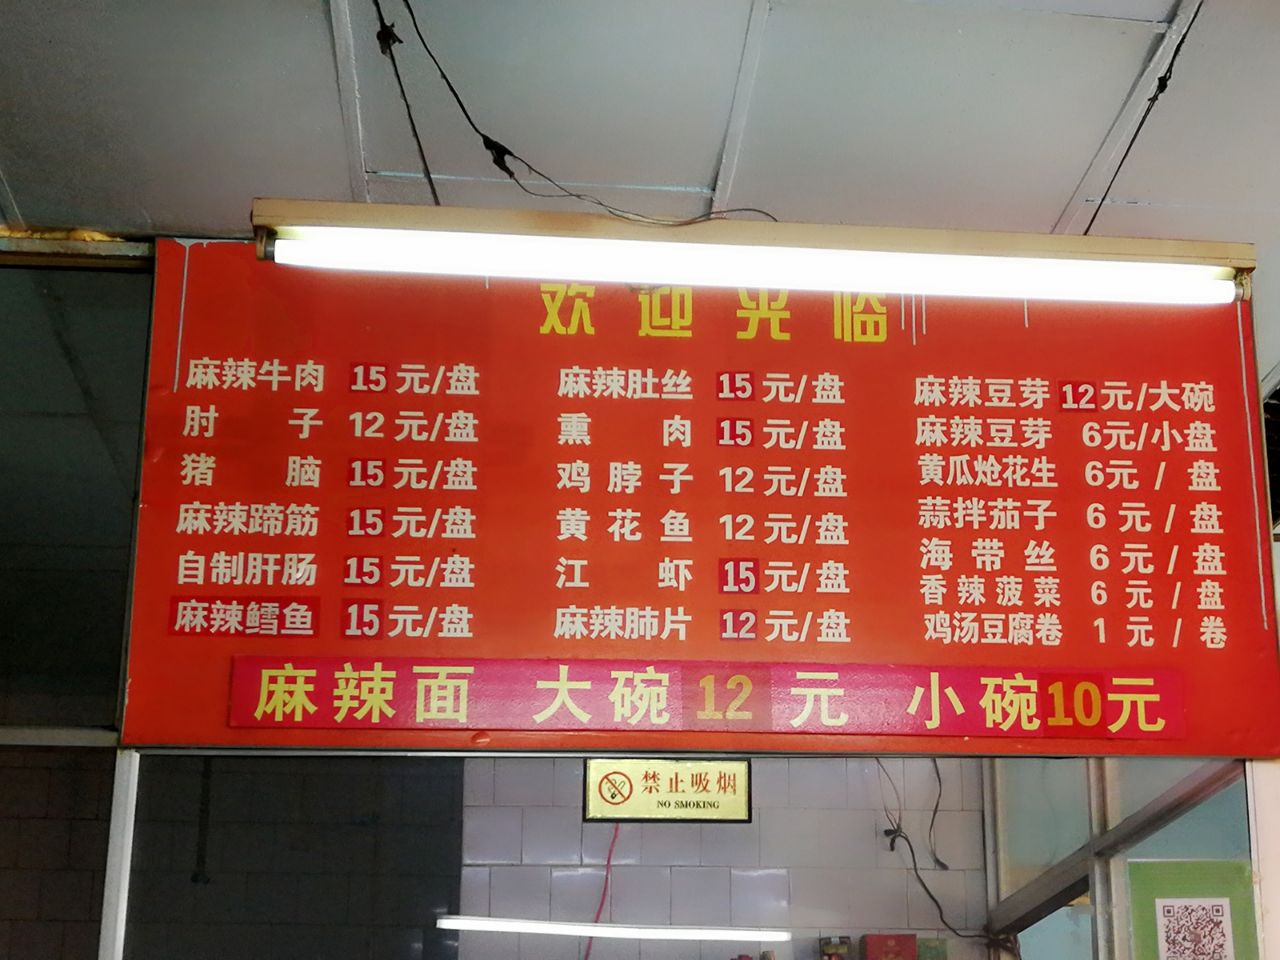 欢迎光临
麻辣牛肉 15元/盘 麻辣肚丝 15元/盘 麻辣豆芽 12元/大碗
肘子 12元/盘 熏肉 15元/盘 麻辣豆芽 6元/小盘
猪脑 15元/盘 鸡脖子 12元/盘 黄瓜炝花生 6元/盘
麻辣蹄筋 15元/盘 黄花鱼 12元/盘 蒜拌茄子 6元/盘
自制肝肠 15元/盘 江虾 15元/盘 海带丝 6元/盘
香辣菠菜 6元/盘
麻辣鳕鱼 15元/盘 麻辣肺片 12元/盘 鸡汤豆腐卷 1元/卷
麻辣面 大碗12元 小碗10元
禁止吸烟
NO SMOKING